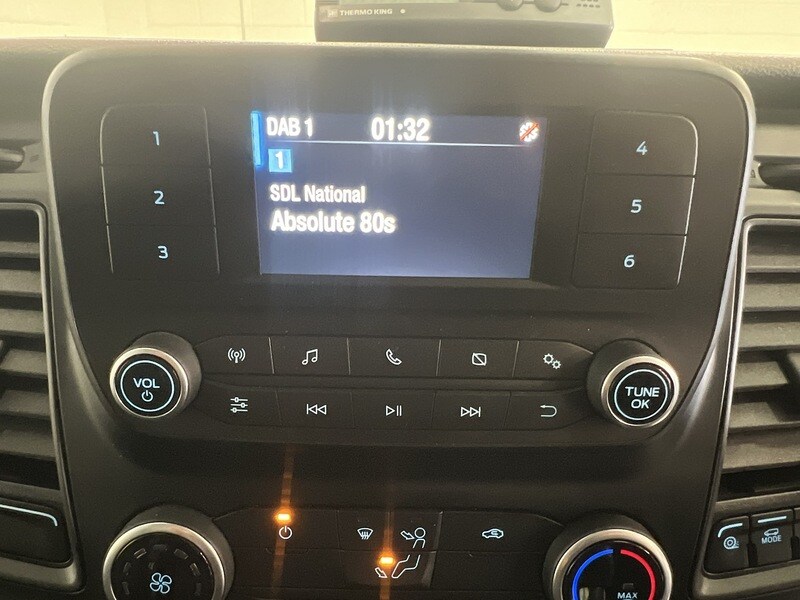 THERMO KING
DAB 1 01:32
1
SDL National
Absolute 80s
1
2
3
4
5
6
VOL
TUNE
OK
MAX
MODE